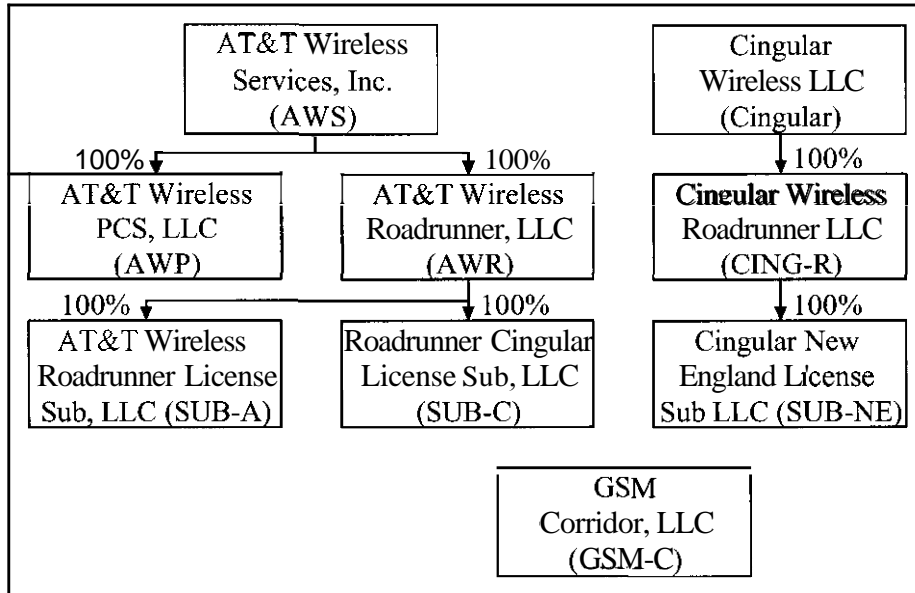 AT&T Wireless
Services, Inc.
(AWS)
Cingular
Wireless LLC
(Cingular)
100%
100%
100%
AT&T Wireless
PCS, LLC
(AWP)
AT&T Wireless
Roadrunner, LLC
(AWR)
Cingular Wireless
Roadrunner LLC
(CING-R)
100%
100%
100%
AT&T Wireless
Roadrunner License
Sub, LLC (SUB-A)
Roadrunner Cingular
License Sub, LLC
(SUB-C)
Cingular New
England License
Sub LLC (SUB-NE)
GSM
Corridor, LLC
(GSM-C)